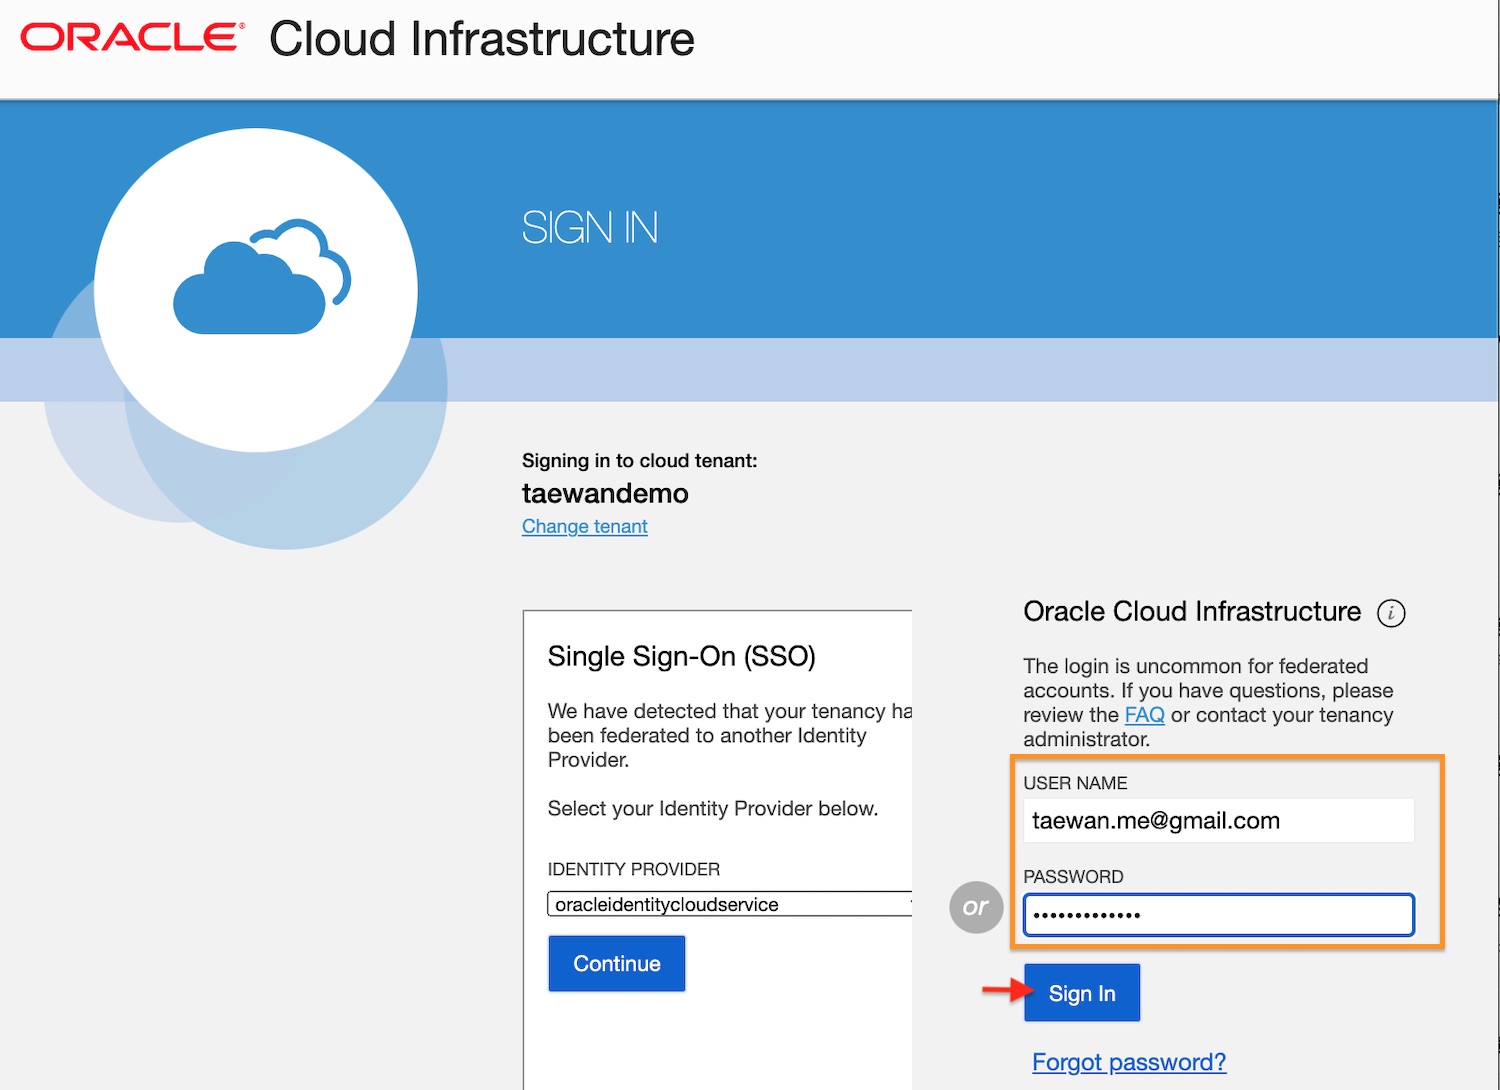 ORACLE® Cloud Infrastructure
SIGN IN
Signing in to cloud tenant:
taewandemo
Change tenant
Single Sign-On (SSO)
We have detected that your tenancy ha
been federated to another Identity
Provider.
Select your Identity Provider below.
IDENTITY PROVIDER
oracleidentitycloudservice
Continue
or
Oracle Cloud Infrastructure i
The login is uncommon for federated
accounts. If you have questions, please
review the FAQ or contact your tenancy
administrator.
USER NAME
taewan.me@gmail.com
PASSWORD
•••••••••••••
Sign In
Forgot password?